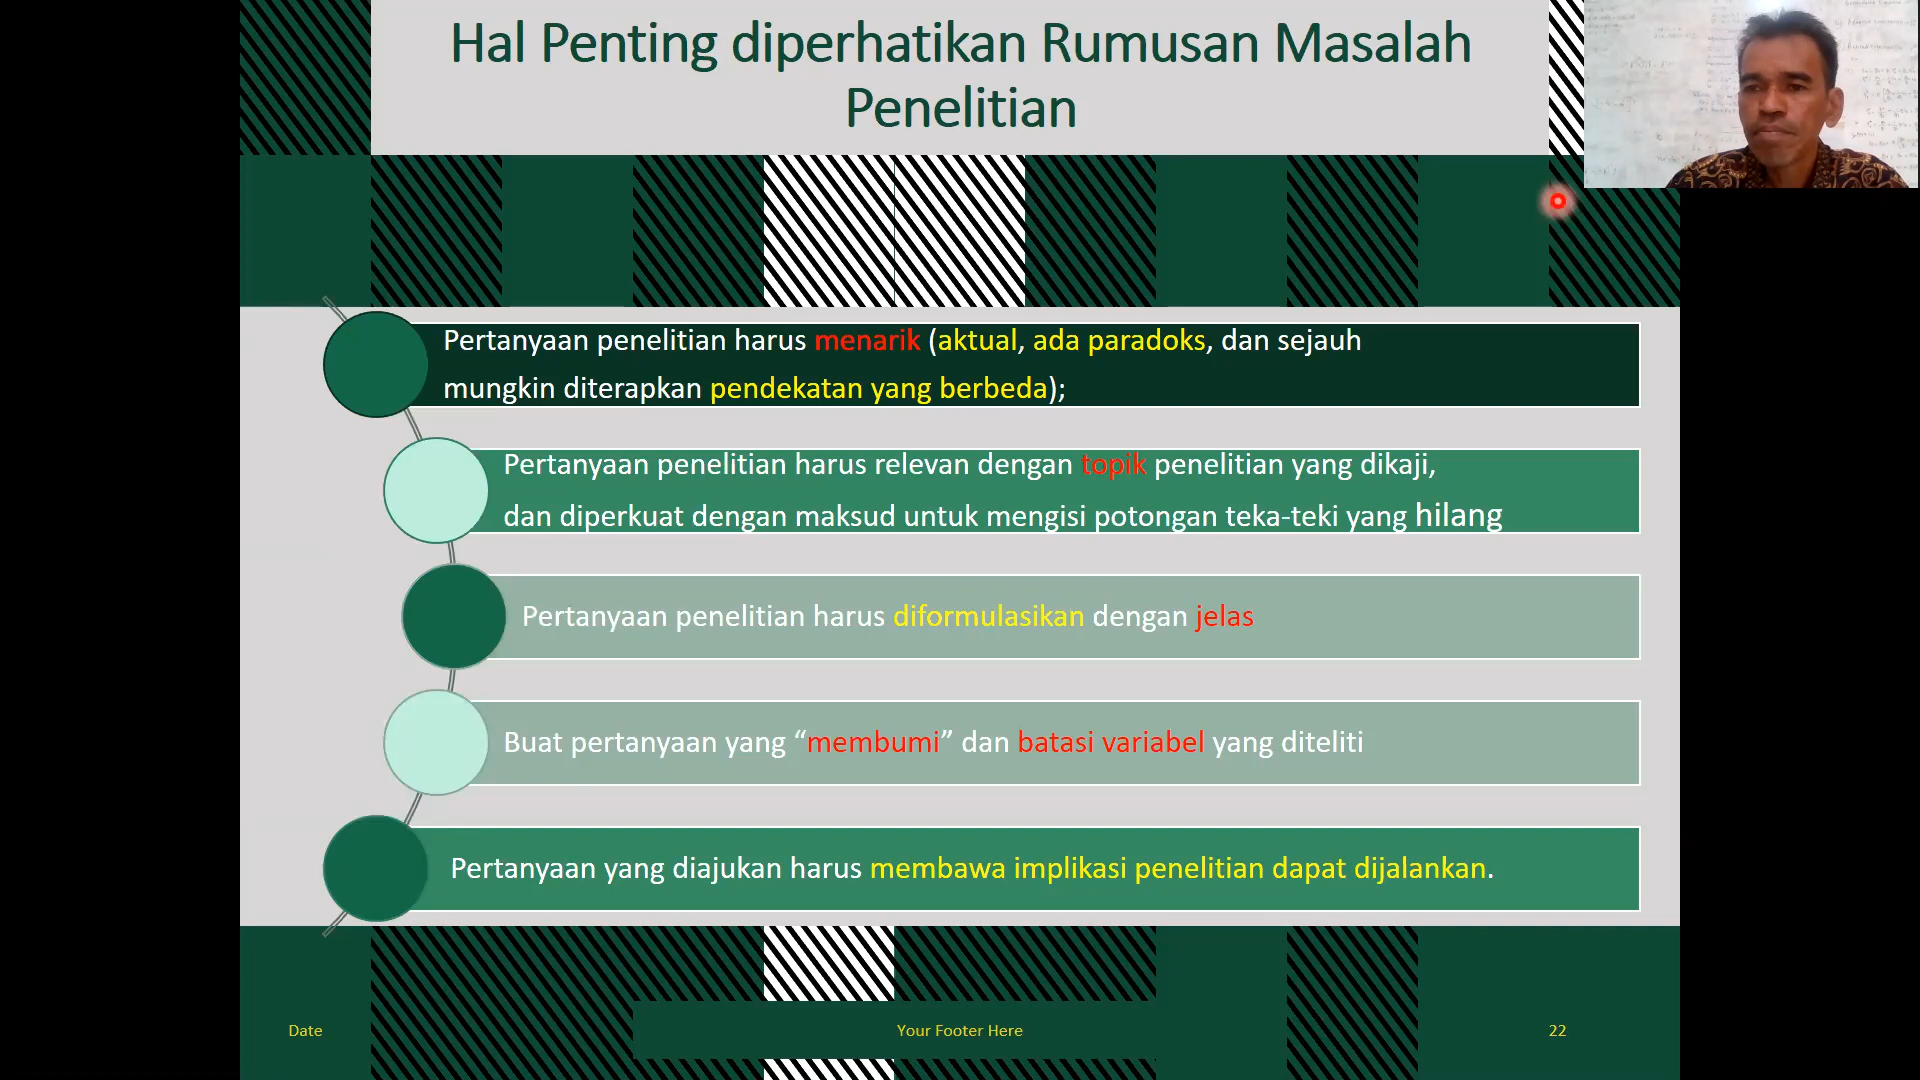 Hal Penting diperhatikan Rumusan Masalah
Penelitian
Pertanyaan penelitian harus menarik (aktual, ada paradoks, dan sejauh
mungkin diterapkan pendekatan yang berbeda);
Pertanyaan penelitian harus relevan dengan topik penelitian yang dikaji,
dan diperkuat dengan maksud untuk mengisi potongan teka-teki yang hilang
Pertanyaan penelitian harus diformulasikan dengan jelas
Buat pertanyaan yang “membumi” dan batasi variabel yang diteliti
Pertanyaan yang diajukan harus membawa implikasi penelitian dapat dijalankan.
Date
Your Footer Here
22